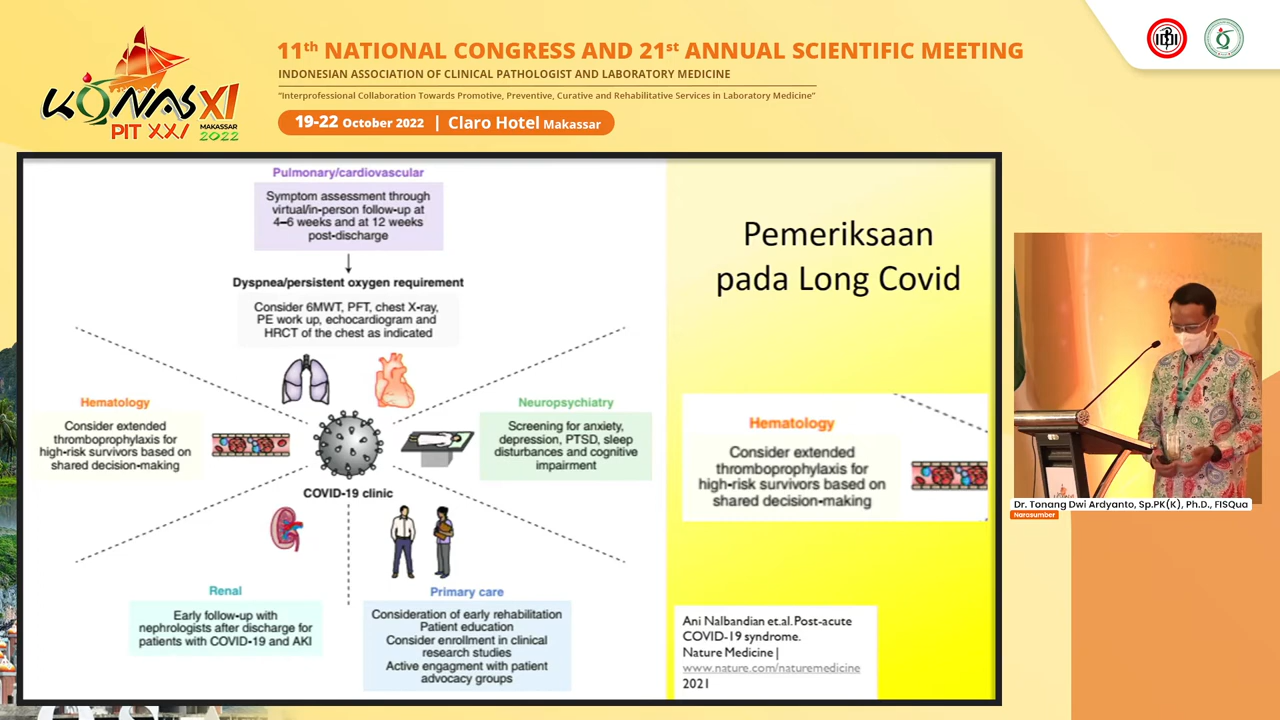 11th NATIONAL CONGRESS AND 21st ANNUAL SCIENTIFIC MEETING
INDONESIAN ASSOCIATION OF CLINICAL PATHOLOGIST AND LABORATORY MEDICINE
"Interprofessional Collaboration Towards Promotive, Preventive, Curative and Rehabilitative Services in Laboratory Medicine"
19-22 October 2022 | Claro Hotel Makassar
KONAS XI
PIT XXI
MAKASSAR
2022
IDI
Pulmonary/cardiovascular
Symptom assessment through
virtual/in-person follow-up at
4–6 weeks and at 12 weeks
post-discharge
Dyspnea/persistent oxygen requirement
Consider 6MWT, PFT, chest X-ray,
PE work up, echocardiogram and
HRCT of the chest as indicated
Hematology
Consider extended
thromboprophylaxis for
high-risk survivors based on
shared decision-making
Neuropsychiatry
Screening for anxiety,
depression, PTSD, sleep
disturbances and cognitive
impairment
COVID-19 clinic
Renal
Early follow-up with
nephrologists after discharge for
patients with COVID-19 and AKI
Primary care
Consideration of early rehabilitation
Patient education
Consider enrollment in clinical
research studies
Active engagment with patient
advocacy groups
Pemeriksaan
pada Long Covid
Hematology
Consider extended
thromboprophylaxis for
high-risk survivors based on
shared decision-making
Ani Nalbandian et.al. Post-acute
COVID-19 syndrome.
Nature Medicine |
www.nature.com/naturemedicine
2021
Dr. Tonang Dwi Ardyanto, Sp.PK(K), Ph.D., FISQua
Narasumber